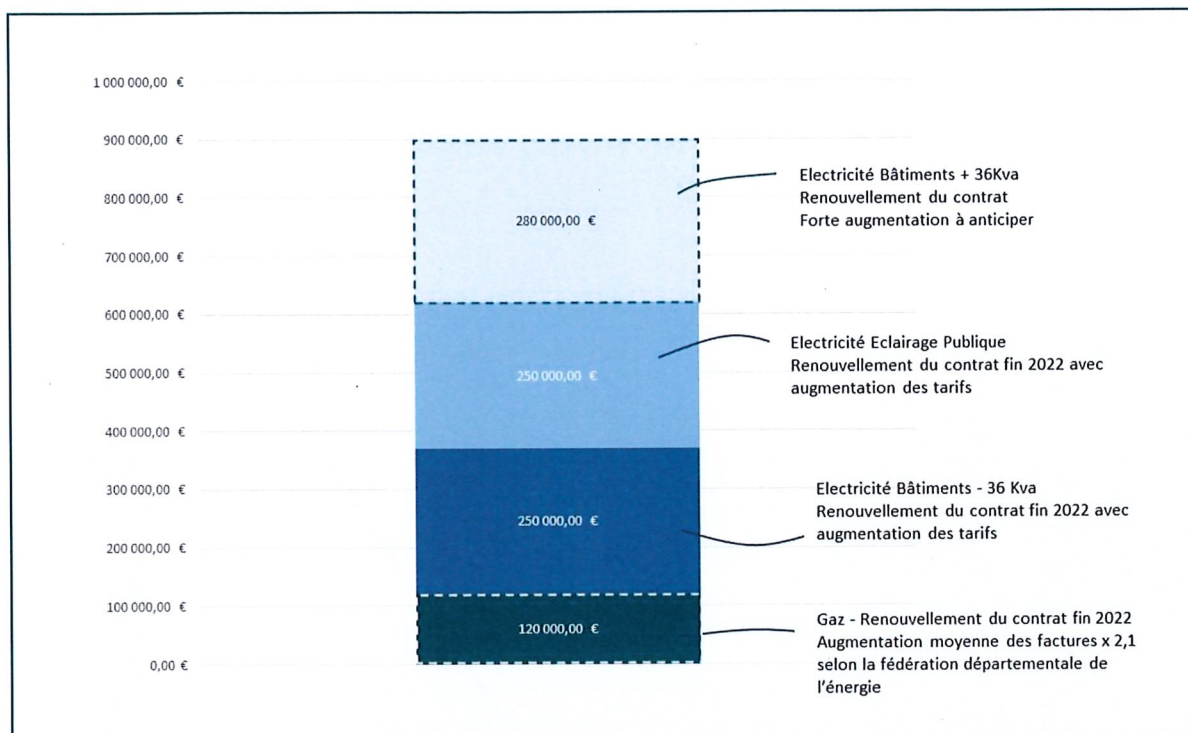 1 000 000,00 €
900 000,00 €
800 000,00 €
700 000,00 €
600 000,00 €
500 000,00 €
400 000,00 €
300 000,00 €
200 000,00 €
100 000,00 €
0,00 €
280 000,00 €
250 000,00 €
250 000,00 €
120 000,00 €
Electricité Bâtiments + 36Kva
Renouvellement du contrat
Forte augmentation à anticiper
Electricité Eclairage Publique
Renouvellement du contrat fin 2022 avec
augmentation des tarifs
Electricité Bâtiments - 36 Kva
Renouvellement du contrat fin 2022 avec
augmentation des tarifs
Gaz - Renouvellement du contrat fin 2022
Augmentation moyenne des factures x 2,1
selon la fédération départementale de
l'énergie